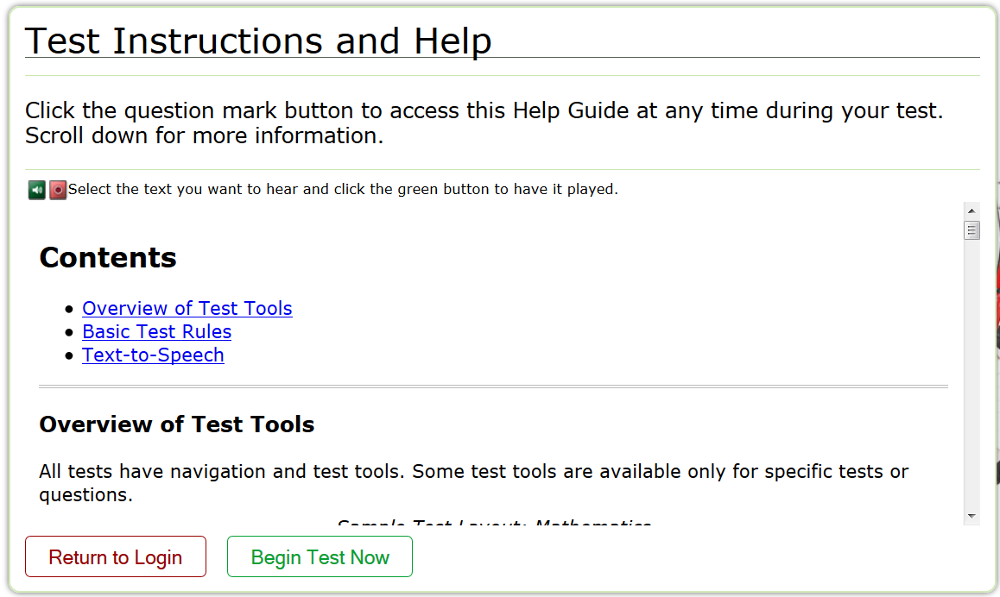 Test Instructions and Help
Click the question mark button to access this Help Guide at any time during your test.
Scroll down for more information.
Select the text you want to hear and click the green button to have it played.
Contents
Overview of Test Tools
Basic Test Rules
Text-to-Speech
Overview of Test Tools
All tests have navigation and test tools. Some test tools are available only for specific tests or
questions.
Sample Test Layout: Mathematics
Return to Login
Begin Test Now